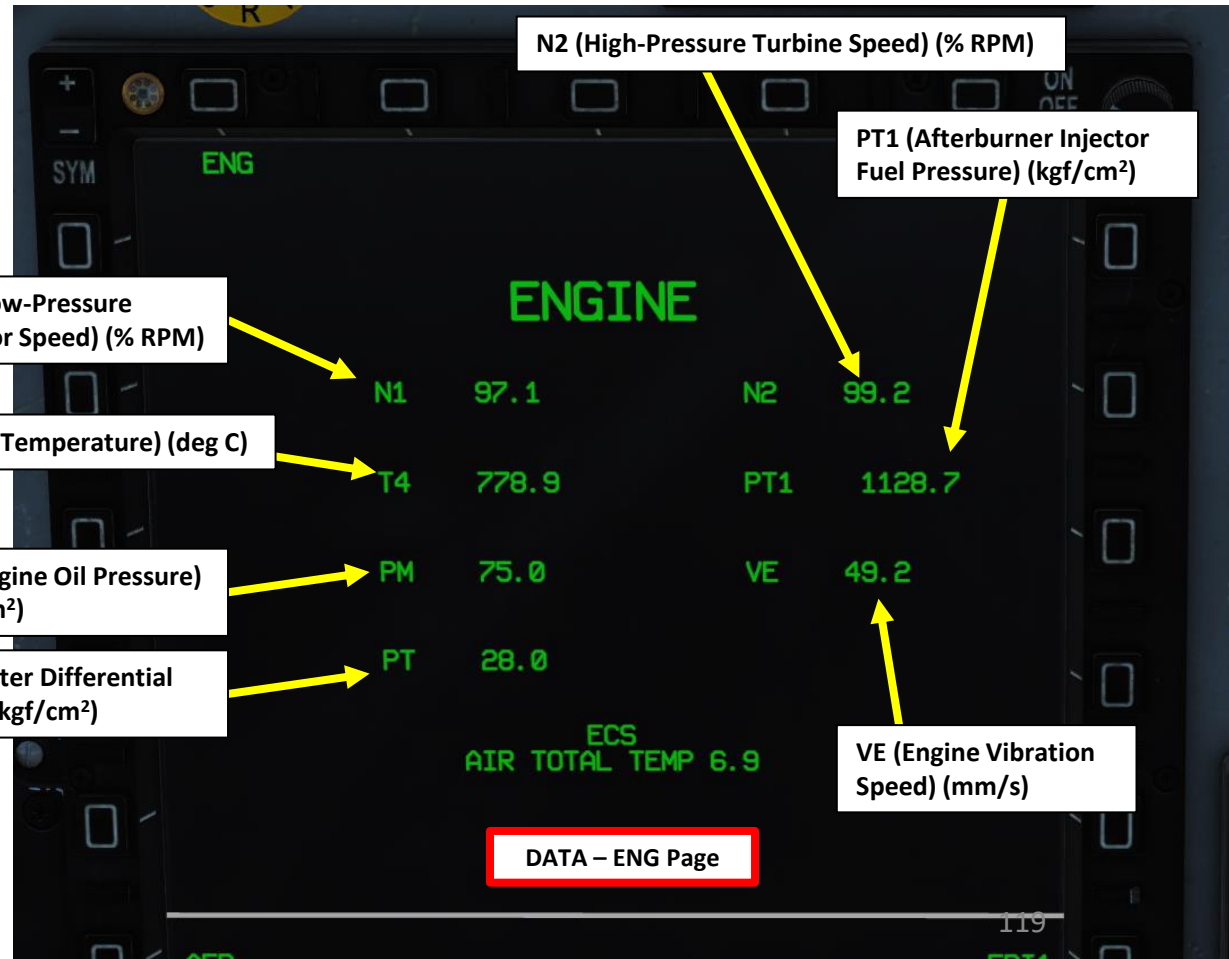 R
N2 (High-Pressure Turbine Speed) (% RPM)
+
ON
OFF
−
PT1 (Afterburner Injector
Fuel Pressure) (kgf/cm²)
SYM
ENG
ENGINE
w-Pressure
r Speed) (% RPM)
N1 97.1 N2 99.2
Temperature) (deg C)
T4 778.9 PT1 1128.7
gine Oil Pressure)
PM 75.0 VE 49.2
ter Differential
kgf/cm²)
PT 28.0
ECS
AIR TOTAL TEMP 6.9
VE (Engine Vibration
Speed) (mm/s)
DATA – ENG Page
119